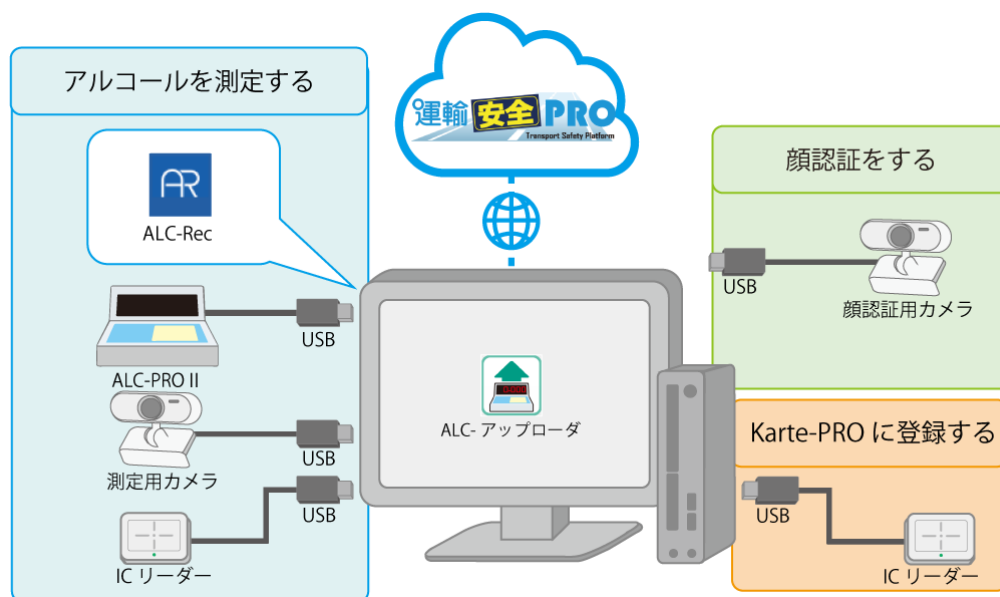 アルコールを測定する
ALC-Rec
ALC-PRO II
USB
測定用カメラ
USB
IC リーダー
USB
運輸安全PRO
Transport Safety Platform
ALC- アップローダ
顔認証をする
USB
顔認証用カメラ
Karte-PRO に登録する
USB
IC リーダー